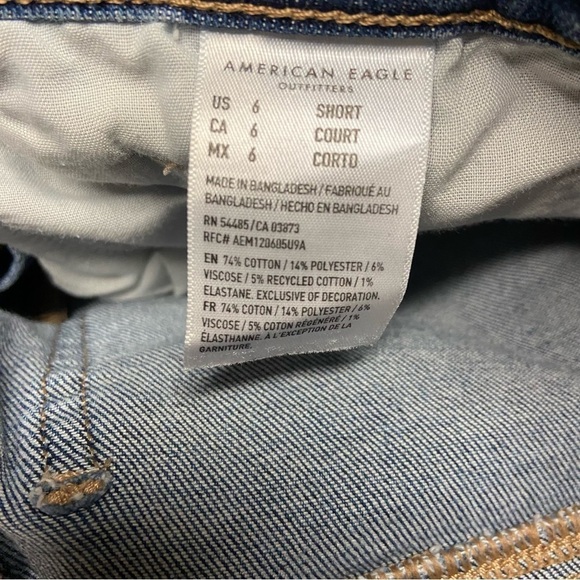 AMERICAN EAGLE
OUTFITTERS
US 6 SHORT
CA 6 COURT
MX 6 CORTO
MADE IN BANGLADESH / FABRIQUÉ AU
BANGLADESH / HECHO EN BANGLADESH
RN 54485 / CA 03873
RFC# AEM120605U9A
EN 74% COTTON / 14% POLYESTER / 6%
VISCOSE / 5% RECYCLED COTTON / 1%
ELASTANE. EXCLUSIVE OF DECORATION.
FR 74% COTON / 14% POLYESTER / 6%
VISCOSE / 5% COTON RÉGÉNÉRÉ / 1%
ÉLASTHANNE. À L'EXCEPTION DE LA
GARNITURE.